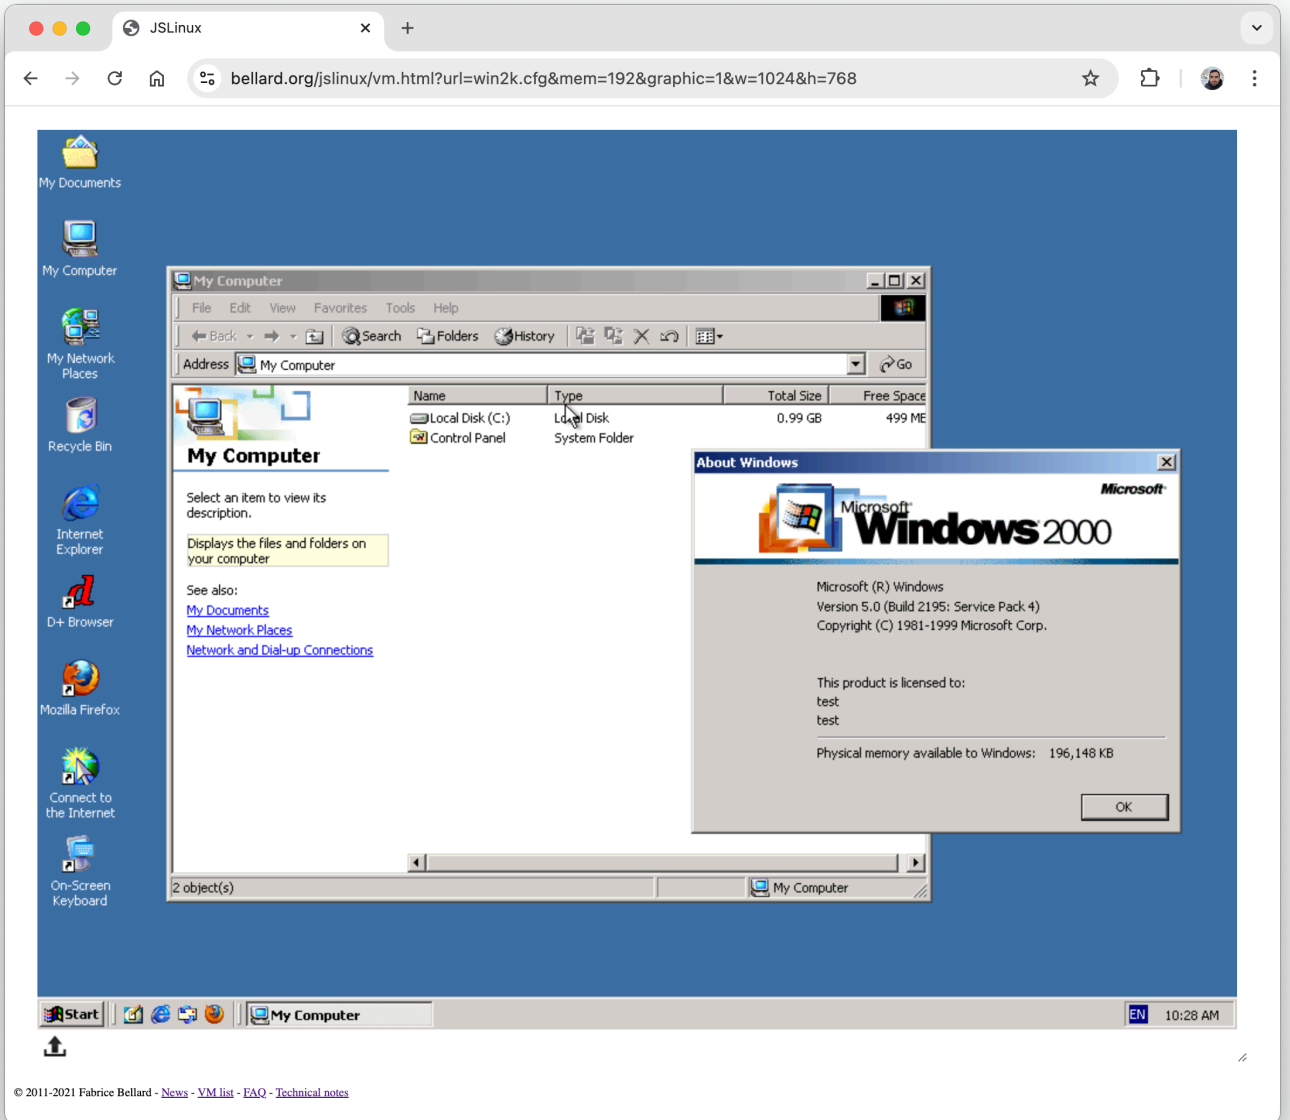 JSLinux
bellard.org/jslinux/vm.html?url=win2k.cfg&mem=192&graphic=1&w=1024&h=768
My Documents
My Computer
My Network
Places
Recycle Bin
Internet
Explorer
D+ Browser
Mozilla Firefox
Connect to
the Internet
On-Screen
Keyboard
My Computer
File Edit View Favorites Tools Help
Back Search Folders History
Address My Computer Go
Name Type Total Size Free Space
Local Disk (C:) Local Disk 0.99 GB 499 MB
Control Panel System Folder
My Computer
Select an item to view its
description.
Displays the files and folders on
your computer
See also:
My Documents
My Network Places
Network and Dial-up Connections
2 object(s) My Computer
About Windows
Microsoft
Microsoft
Windows 2000
Microsoft (R) Windows
Version 5.0 (Build 2195: Service Pack 4)
Copyright (C) 1981-1999 Microsoft Corp.
This product is licensed to:
test
test
Physical memory available to Windows: 196,148 KB
OK
Start My Computer EN 10:28 AM
© 2011-2021 Fabrice Bellard - News - VM list - FAQ - Technical notes